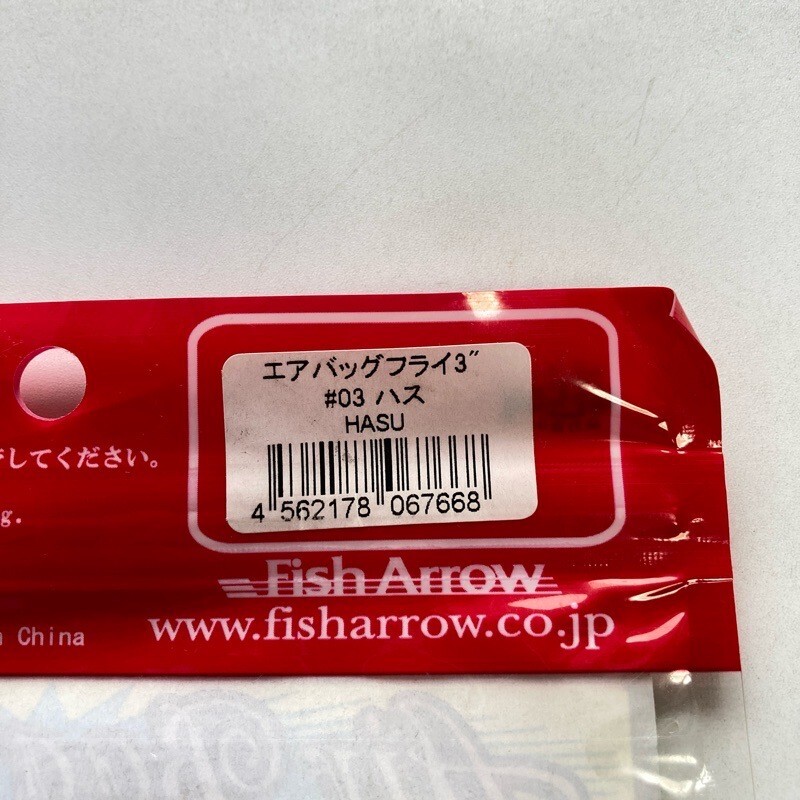 エアバッグフライ3"
#03 ハス
HASU
4 562178 067668
してください。
g.
Fish Arrow
www.fisharrow.co.jp
China